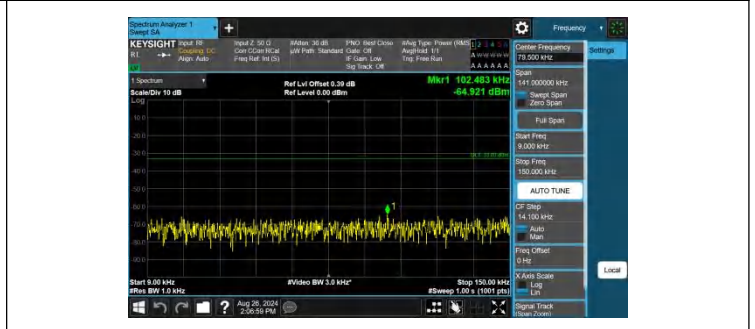 Spectrum Analyzer 1
Swept SA
+
Frequency
KEYSIGHT
Input: RF
Coupling: DC
Align: Auto
Input Z: 50 Ω
Corr CCorr RCal
Freq Ref: Int (S)
#Atten: 30 dB
µW Path: Standard
PNO: Best Close
Gate: Off
IF Gain: Low
Sig Track: Off
#Avg Type: Power (RMS)
Avg|Hold: 1/1
Trig: Free Run
1 2 3 4 5 6
A W W W W W
A A A A A A
1 Spectrum
Scale/Div 10 dB
Log
Ref Lvl Offset 0.39 dB
Ref Level 0.00 dBm
Mkr1 102.483 kHz
-64.921 dBm
-10.0
-20.0
-30.0
-40.0
-50.0
-60.0
-70.0
-80.0
-90.0
1
Start 9.00 kHz
#Res BW 1.0 kHz
#Video BW 3.0 kHz*
Stop 150.00 kHz
#Sweep 1.00 s (1001 pts)
Center Frequency
79.500 kHz
Settings
Span
141.000000 kHz
Swept Span
Zero Span
Full Span
Start Freq
9.000 kHz
Stop Freq
150.000 kHz
AUTO TUNE
CF Step
14.100 kHz
Auto
Man
Freq Offset
0 Hz
X Axis Scale
Log
Lin
Signal Track
(Span Zoom)
Local
?
Aug 26, 2024
2:06:59 PM